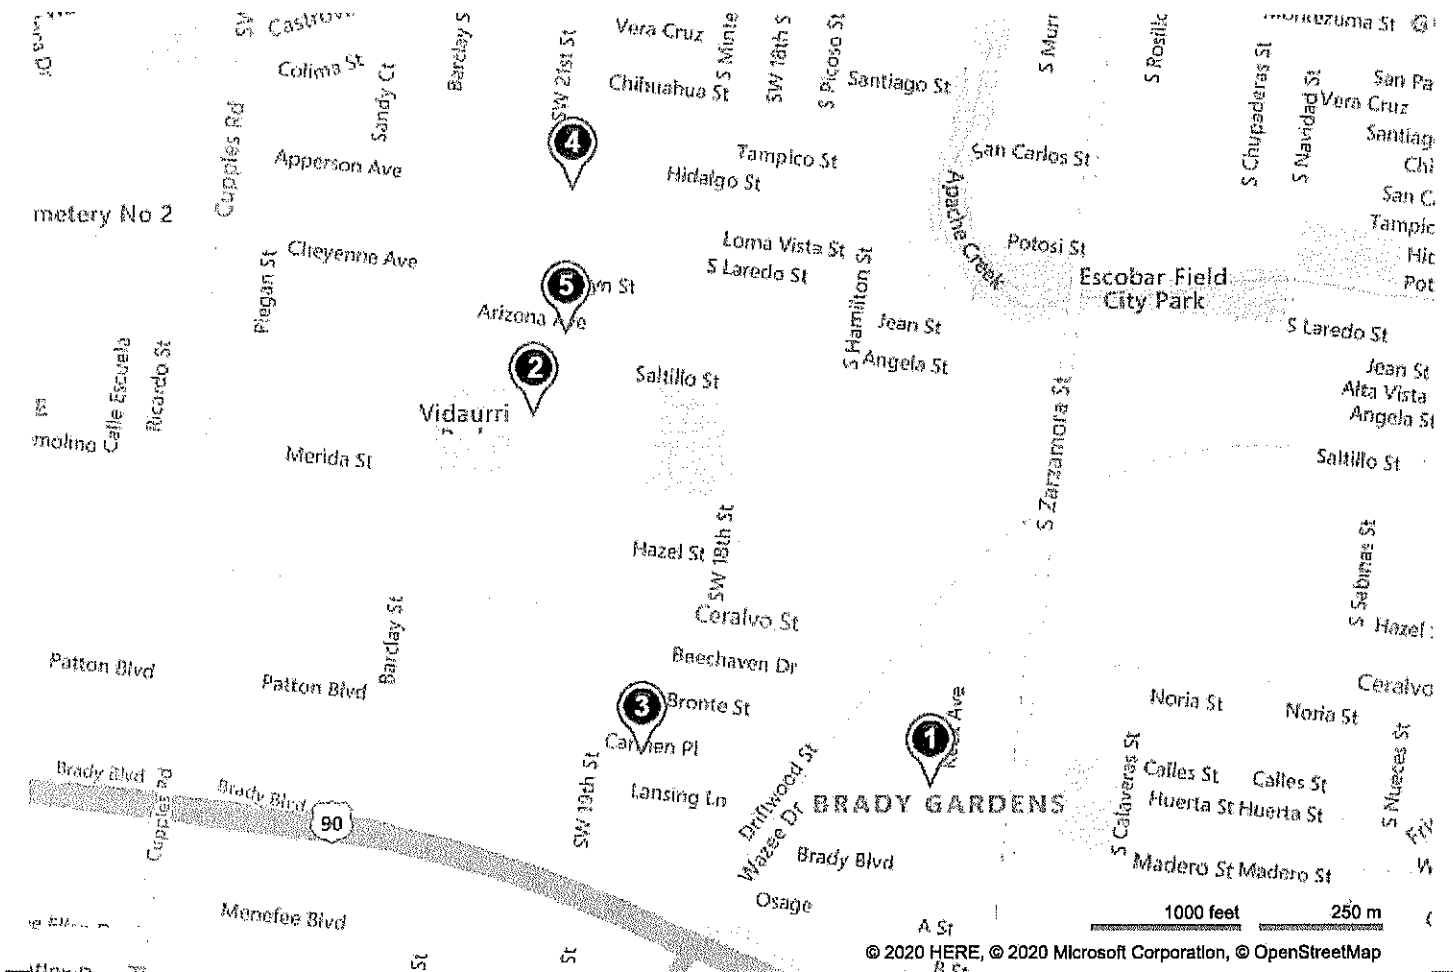 Montezuma St
Castrovi
Vera Cruz
S Minte
SW 18th S
S Picoso St
S Murr
S Rosillo
Barclay S
SW 21st St
Colima St
Sandy Ct
Chihuahua St
Santiago St
S Chupaderas St
S Navidad St
San Pa
Vera Cruz
Santiag
Chi
Cupples Rd
Apperson Ave
4
Tampico St
Hidalgo St
San Carlos St
San C
Tampic
metery No 2
Apache Creek
Cheyenne Ave
Loma Vista St
S Laredo St
S Hamilton St
Potosi St
Hid
Pot
Escobar Field
City Park
Piegan St
5
yn St
Arizona Ave
Jean St
Angela St
S Laredo St
Calle Escuela
Ricardo St
2
Saltillo St
Jean St
Alta Vista
Angela St
S Zarzamora St
Vidaurri
molino
Merida St
Saltillo St
Hazel St
SW 18th St
S Sabinas St
Ceralvo St
Hazel
Barclay St
Beechaven Dr
Patton Blvd
Patton Blvd
Ceralvo
3
Bronte St
Noria St
Noria St
1
Carmen Pl
Brady Blvd
Cupples Rd
Brady Blvd
90
SW 19th St
Lansing Ln
Driftwood St
Wazee Dr
BRADY GARDENS
S Calaveras St
Calles St
Calles St
Huerta St
Huerta St
S Nueces St
Brady Blvd
Madero St
Madero St
Menefee Blvd
Osage
A St
1000 feet
250 m
St
St
B St
© 2020 HERE, © 2020 Microsoft Corporation, © OpenStreetMap